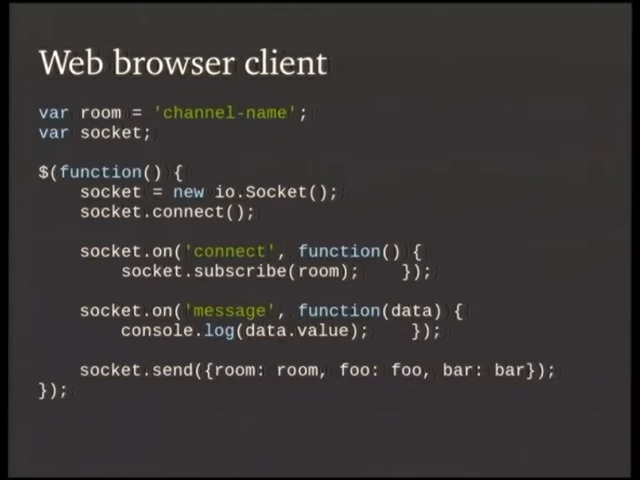 Web browser client
var room = 'channel-name';
var socket;
$(function() {
    socket = new io.Socket();
    socket.connect();
    socket.on('connect', function() {
        socket.subscribe(room);    });
    socket.on('message', function(data) {
        console.log(data.value);    });
    socket.send({room: room, foo: foo, bar: bar});
});